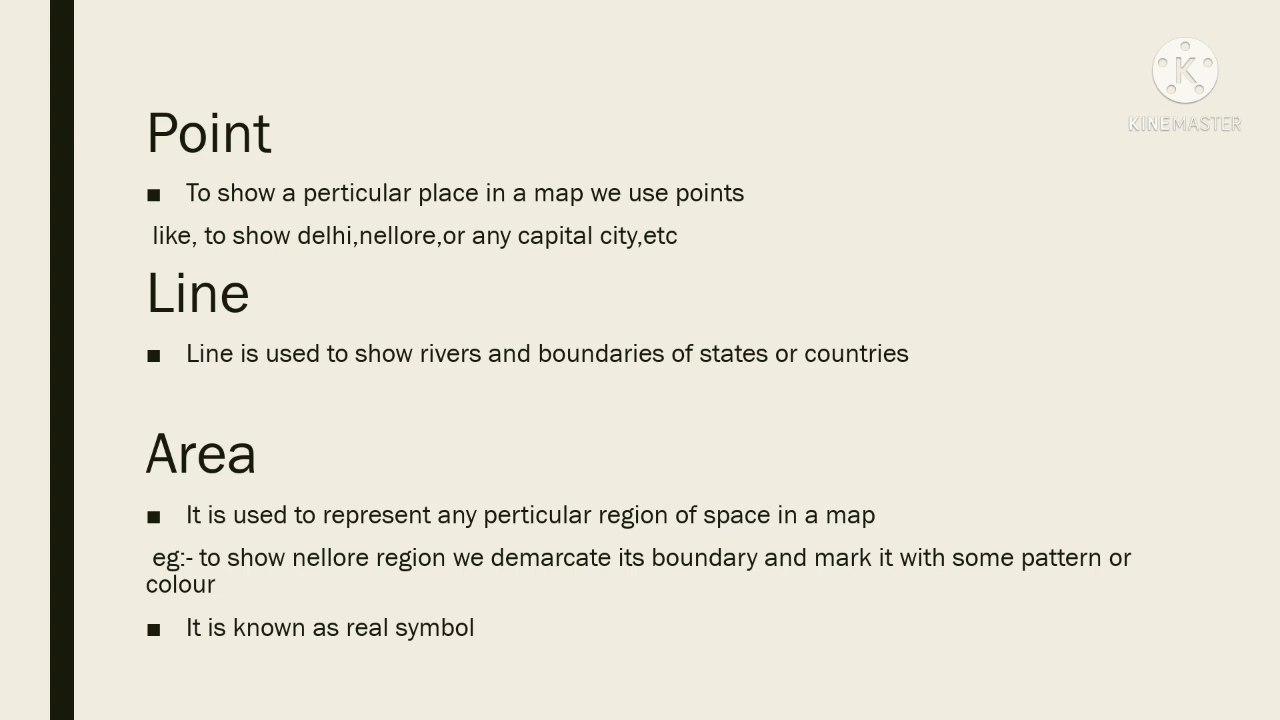 K
KINEMASTER
Point
■ To show a perticular place in a map we use points
like, to show delhi,nellore,or any capital city,etc
Line
■ Line is used to show rivers and boundaries of states or countries
Area
■ It is used to represent any perticular region of space in a map
eg:- to show nellore region we demarcate its boundary and mark it with some pattern or
colour
■ It is known as real symbol